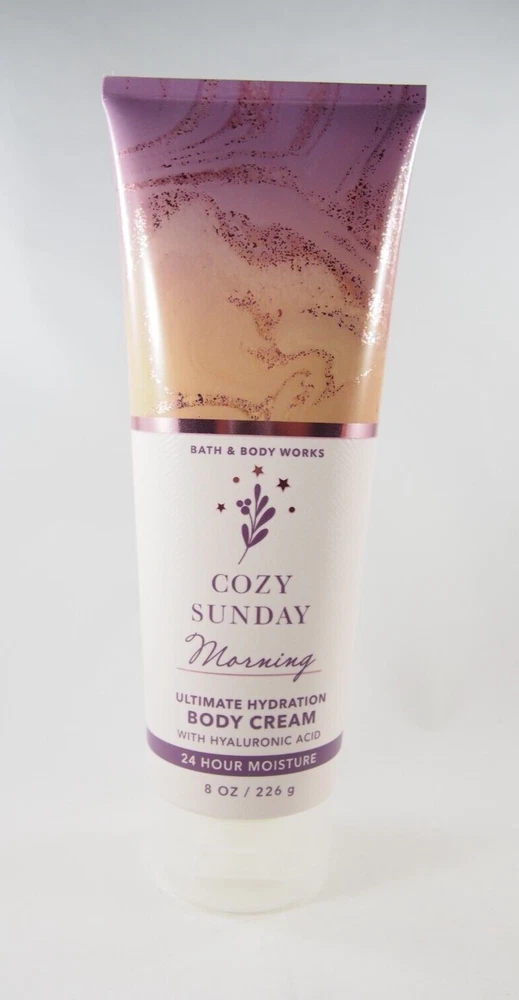 BATH & BODY WORKS
COZY
SUNDAY
Morning
ULTIMATE HYDRATION
BODY CREAM
WITH HYALURONIC ACID
24 HOUR MOISTURE
8 OZ / 226 g